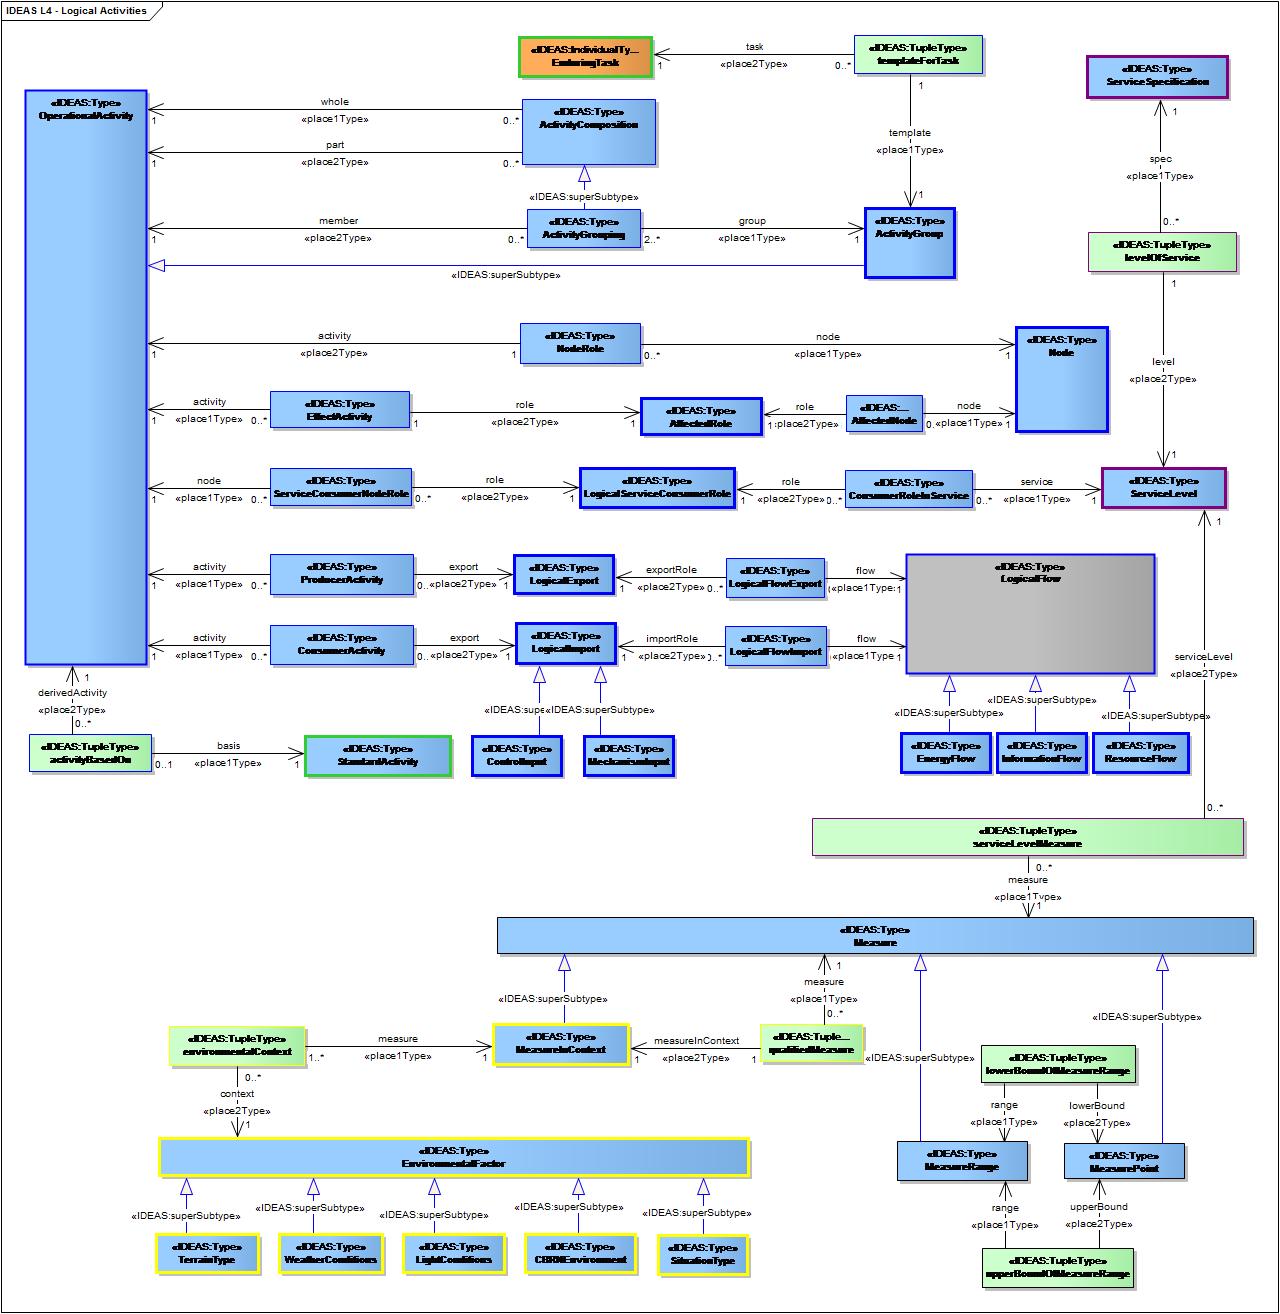 IDEAS L4 - Logical Activities
«IDEAS:IndividualTy...
EnduringTask
task
«place2Type»
1
0..*
«IDEAS:TupleType»
templateForTask
1
template
«place1Type»
1
«IDEAS:Type»
ServiceSpecification
1
spec
«place1Type»
0..*
«IDEAS:TupleType»
levelOfService
1
level
«place2Type»
1
«IDEAS:Type»
OperationalActivity
whole
«place1Type»
1
0..*
part
«place2Type»
1
0..*
«IDEAS:Type»
ActivityComposition
«IDEAS:superSubtype»
member
«place2Type»
1
0..*
«IDEAS:Type»
ActivityGrouping
group
«place1Type»
2..*
1
«IDEAS:Type»
ActivityGroup
«IDEAS:superSubtype»
activity
«place2Type»
1
1
«IDEAS:Type»
NodeRole
node
«place1Type»
0..*
1
«IDEAS:Type»
Node
activity
«place1Type»
1
0..*
«IDEAS:Type»
EffectActivity
role
«place2Type»
1
1
«IDEAS:Type»
AffectedRole
role
«place2Type»
1
«IDEAS:...
AffectedNode
node
«place1Type»
0..
1
node
«place1Type»
1
0..*
«IDEAS:Type»
ServiceConsumerNodeRole
role
«place2Type»
0..*
1
«IDEAS:Type»
LogicalServiceConsumerRole
role
«place2Type»
1
0..*
«IDEAS:Type»
ConsumerRoleInService
service
«place1Type»
0..*
1
«IDEAS:Type»
ServiceLevel
1
activity
«place1Type»
1
0..*
«IDEAS:Type»
ProducerActivity
export
«place2Type»
0..
1
«IDEAS:Type»
LogicalExport
exportRole
«place2Type»
1
0..*
«IDEAS:Type»
LogicalFlowExport
flow
«place1Type»
1
«IDEAS:Type»
LogicalFlow
activity
«place1Type»
1
0..*
«IDEAS:Type»
ConsumerActivity
export
«place2Type»
0..
1
«IDEAS:Type»
LogicalImport
importRole
«place2Type»
1
0..*
«IDEAS:Type»
LogicalFlowImport
flow
«place1Type»
1
serviceLevel
«place2Type»
0..*
1
derivedActivity
«place2Type»
0..*
«IDEAS:TupleType»
activityBasedOn
basis
«place1Type»
0..1
1
«IDEAS:Type»
StandardActivity
«IDEAS:supe
«IDEAS:superSubtype»
«IDEAS:Type»
ControlInput
«IDEAS:Type»
MechanismInput
«IDEAS:superSubtype»
«IDEAS:superSubtype»
«IDEAS:superSubtype»
«IDEAS:Type»
EnergyFlow
«IDEAS:Type»
InformationFlow
«IDEAS:Type»
ResourceFlow
«IDEAS:TupleType»
serviceLevelMeasure
0..*
measure
«place1Type»
1
«IDEAS:Type»
Measure
«IDEAS:superSubtype»
1
measure
«place1Type»
0..*
«IDEAS:superSubtype»
«IDEAS:superSubtype»
«IDEAS:TupleType»
environmentalContext
measure
«place1Type»
1..*
1
«IDEAS:Type»
MeasureInContext
measureInContext
«place2Type»
1
1
«IDEAS:Tuple...
qualifiedMeasure
0..*
context
«place2Type»
1
«IDEAS:TupleType»
lowerBoundOfMeasureRange
range
«place1Type»
lowerBound
«place2Type»
«IDEAS:Type»
EnvironmentalFactor
«IDEAS:Type»
MeasureRange
«IDEAS:Type»
MeasurePoint
range
«place1Type»
upperBound
«place2Type»
«IDEAS:superSubtype»
«IDEAS:superSubtype»
«IDEAS:superSubtype»
«IDEAS:superSubtype»
«IDEAS:superSubtype»
«IDEAS:Type»
TerrainType
«IDEAS:Type»
WeatherConditions
«IDEAS:Type»
LightConditions
«IDEAS:Type»
CBRNEnvironment
«IDEAS:Type»
SituationType
«IDEAS:TupleType»
upperBoundOfMeasureRange